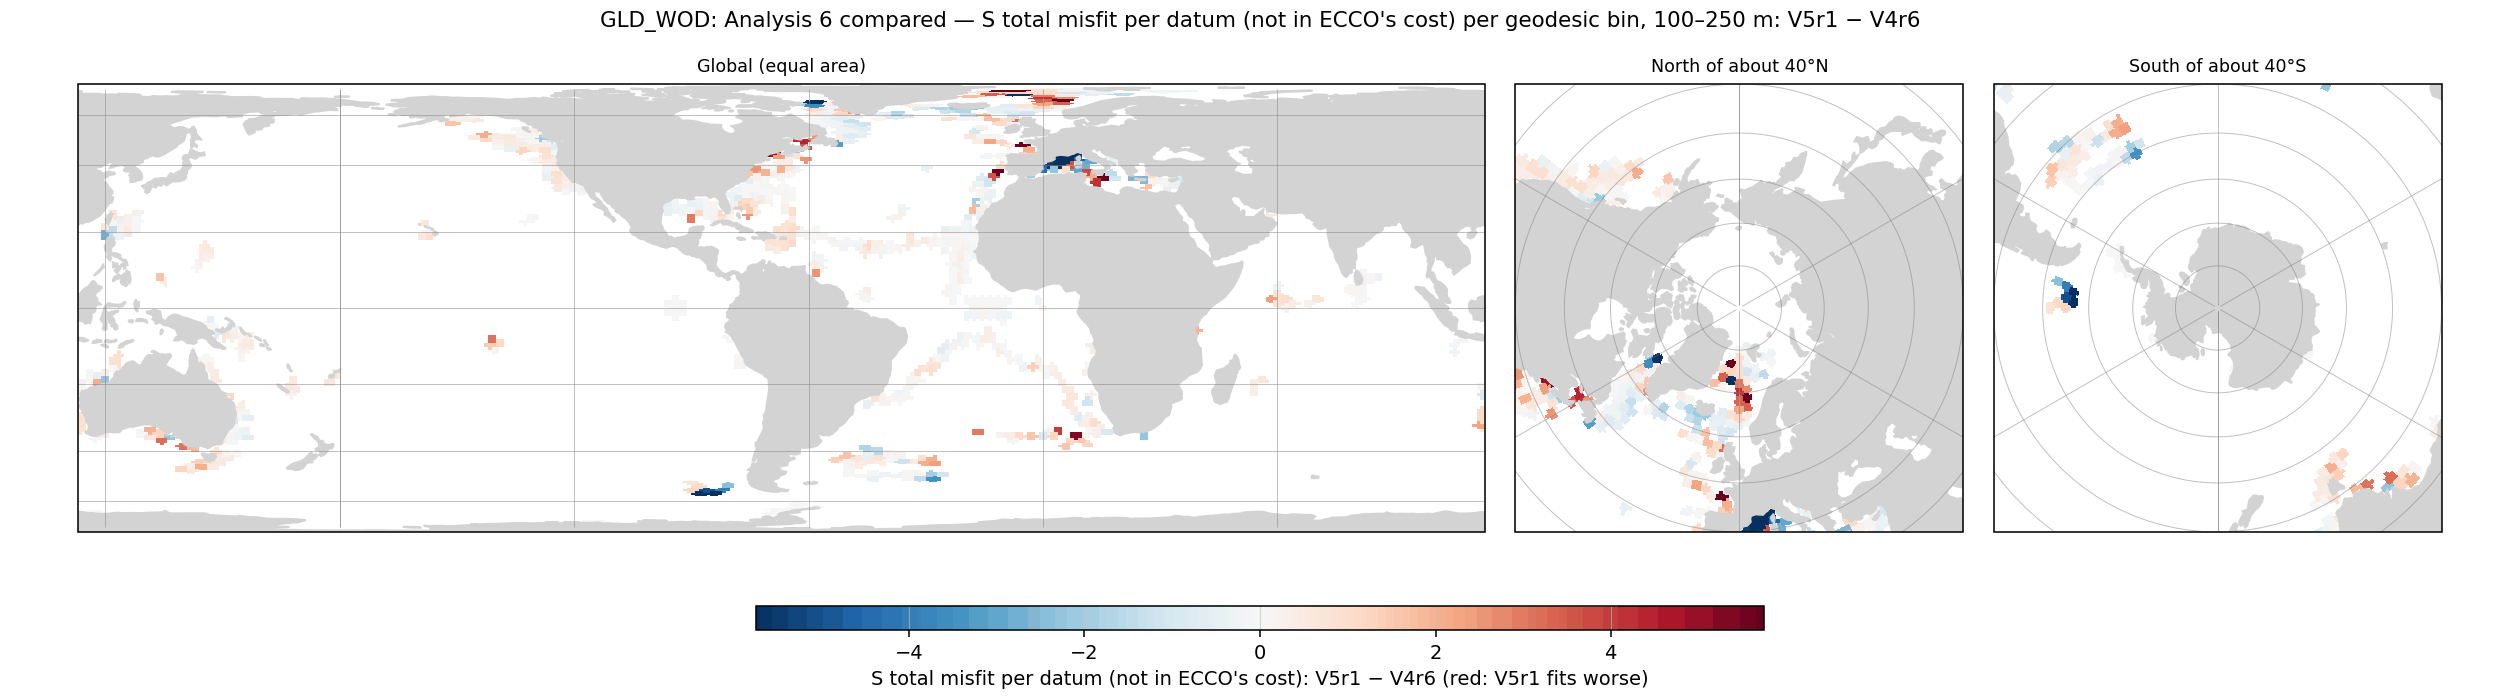 GLD_WOD: Analysis 6 compared — S total misfit per datum (not in ECCO's cost) per geodesic bin, 100–250 m: V5r1 − V4r6
Global (equal area)
North of about 40°N
South of about 40°S
−4 −2 0 2 4
S total misfit per datum (not in ECCO's cost): V5r1 − V4r6 (red: V5r1 fits worse)